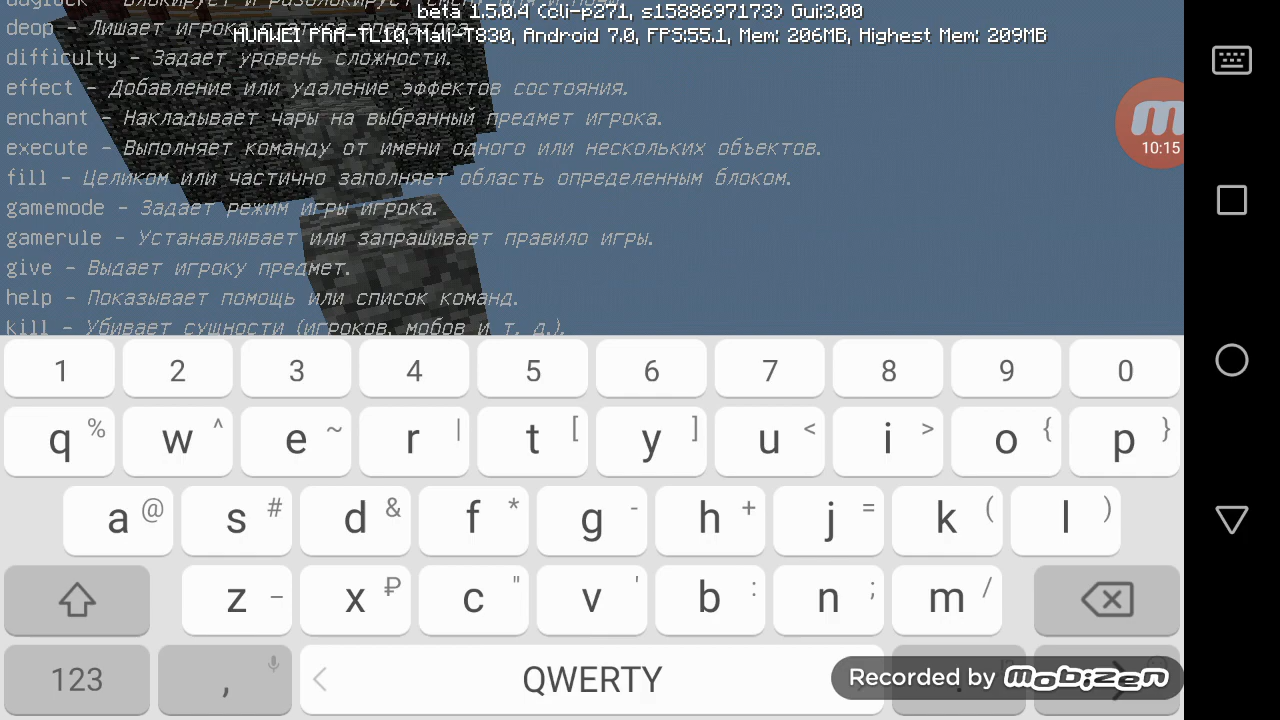 beta 1.5.0.4 (cli-p271, s1588697173) Gui:3.00
deop - Лишает игрока статуса оператора.
HUAWEI PRA-TL10, Mali-T830, Android 7.0, FPS:55.1, Mem: 206MB, Highest Mem: 209MB
difficulty - Задает уровень сложности.
effect - Добавление или удаление эффектов состояния.
enchant - Накладывает чары на выбранный предмет игрока.
execute - Выполняет команду от имени одного или нескольких объектов.
fill - Целиком или частично заполняет область определенным блоком.
gamemode - Задает режим игры игрока.
gamerule - Устанавливает или запрашивает правило игры.
give - Выдает игроку предмет.
help - Показывает помощь или список команд.
kill - Убивает сущности (игроков, мобов и т. д.).
m
10:15
1 2 3 4 5 6 7 8 9 0
q % w ^ e ~ r | t [ y ] u < i > o { p }
a @ s # d & f * g - h + j = k ( l )
z – x ₽ c " v ' b : n ; m /
123 , QWERTY
Recorded by mobizen